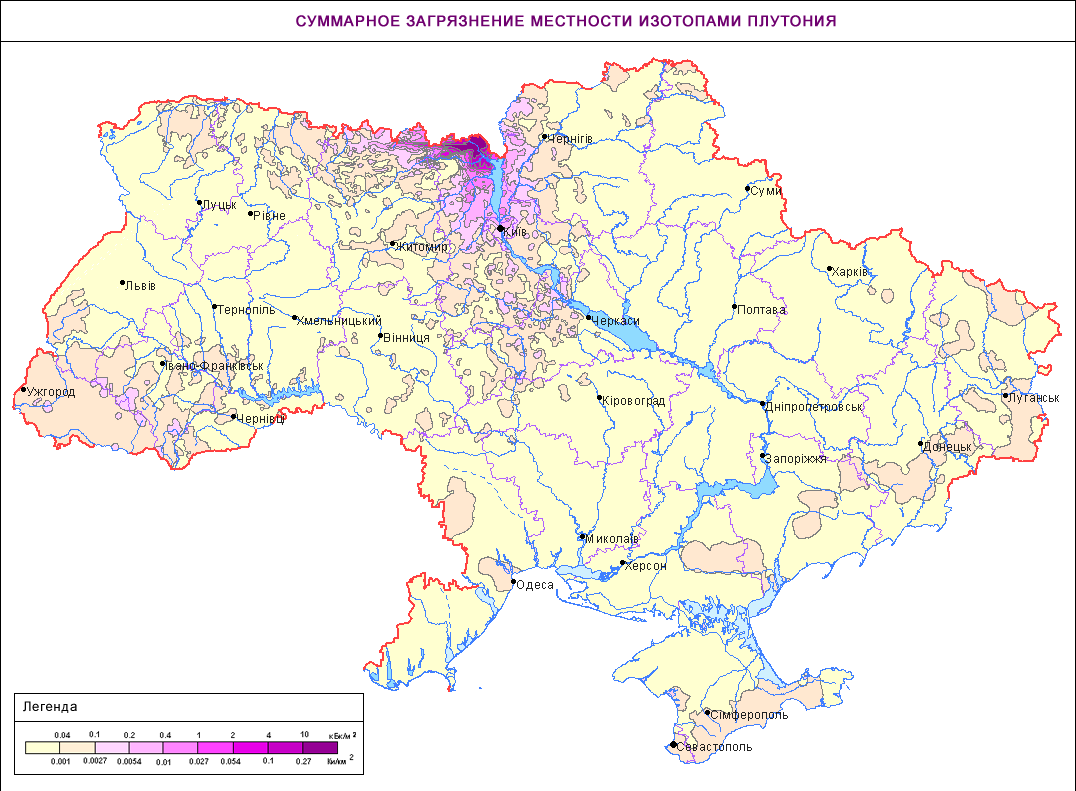 СУММАРНОЕ ЗАГРЯЗНЕНИЕ МЕСТНОСТИ ИЗОТОПАМИ ПЛУТОНИЯ
Чернігів
Суми
Луцьк
Рівне
Київ
Житомир
Харків
Львів
Тернопіль
Хмельницький
Черкаси
Полтава
Вінниця
Івано-Франківськ
Ужгород
Кіровоград
Луганськ
Дніпропетровськ
Чернівці
Донецьк
Запоріжжя
Миколаїв
Херсон
Одеса
Сімферополь
Севастополь
Легенда
0.04 0.1 0.2 0.4 1 2 4 10 кБк/м 2
0.001 0.0027 0.0054 0.01 0.027 0.054 0.1 0.27 Ки/км 2